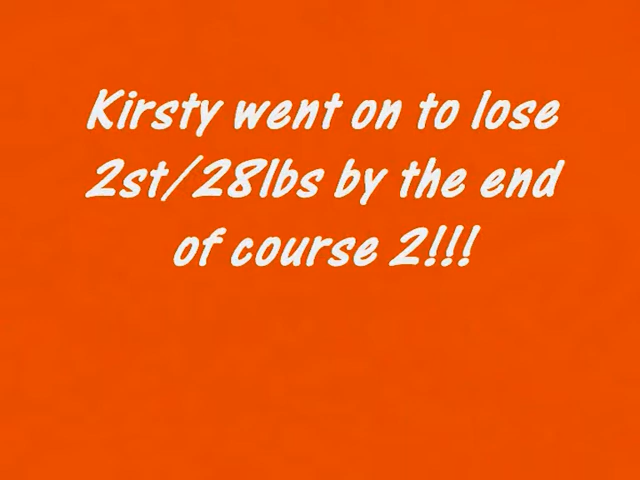 Kirsty went on to lose
2st/28lbs by the end
of course 2!!!